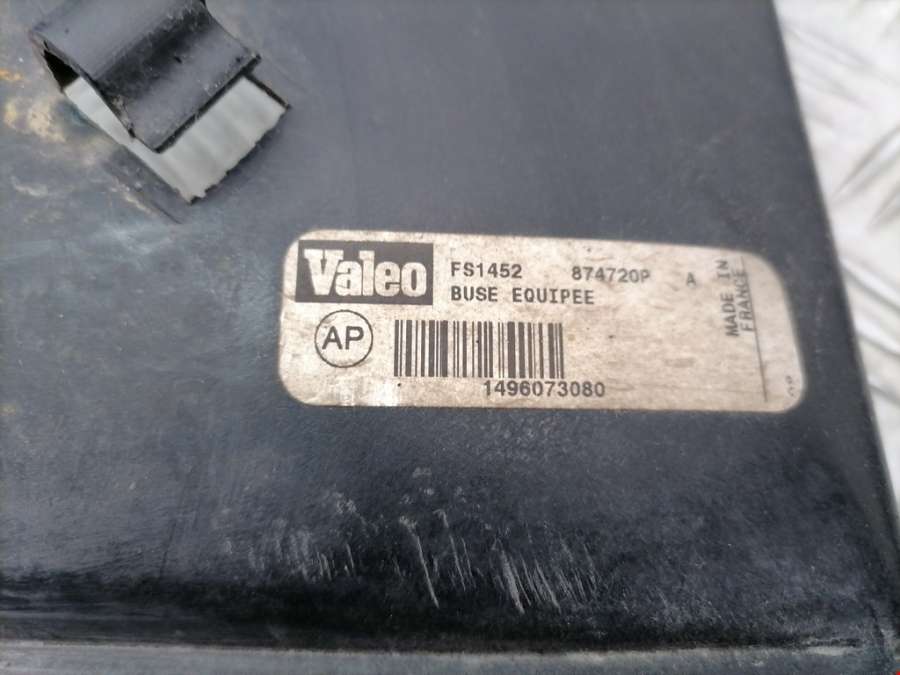 Valeo
FS1452 874720P A
BUSE EQUIPEE
AP
1496073080
MADE IN
FRANCE